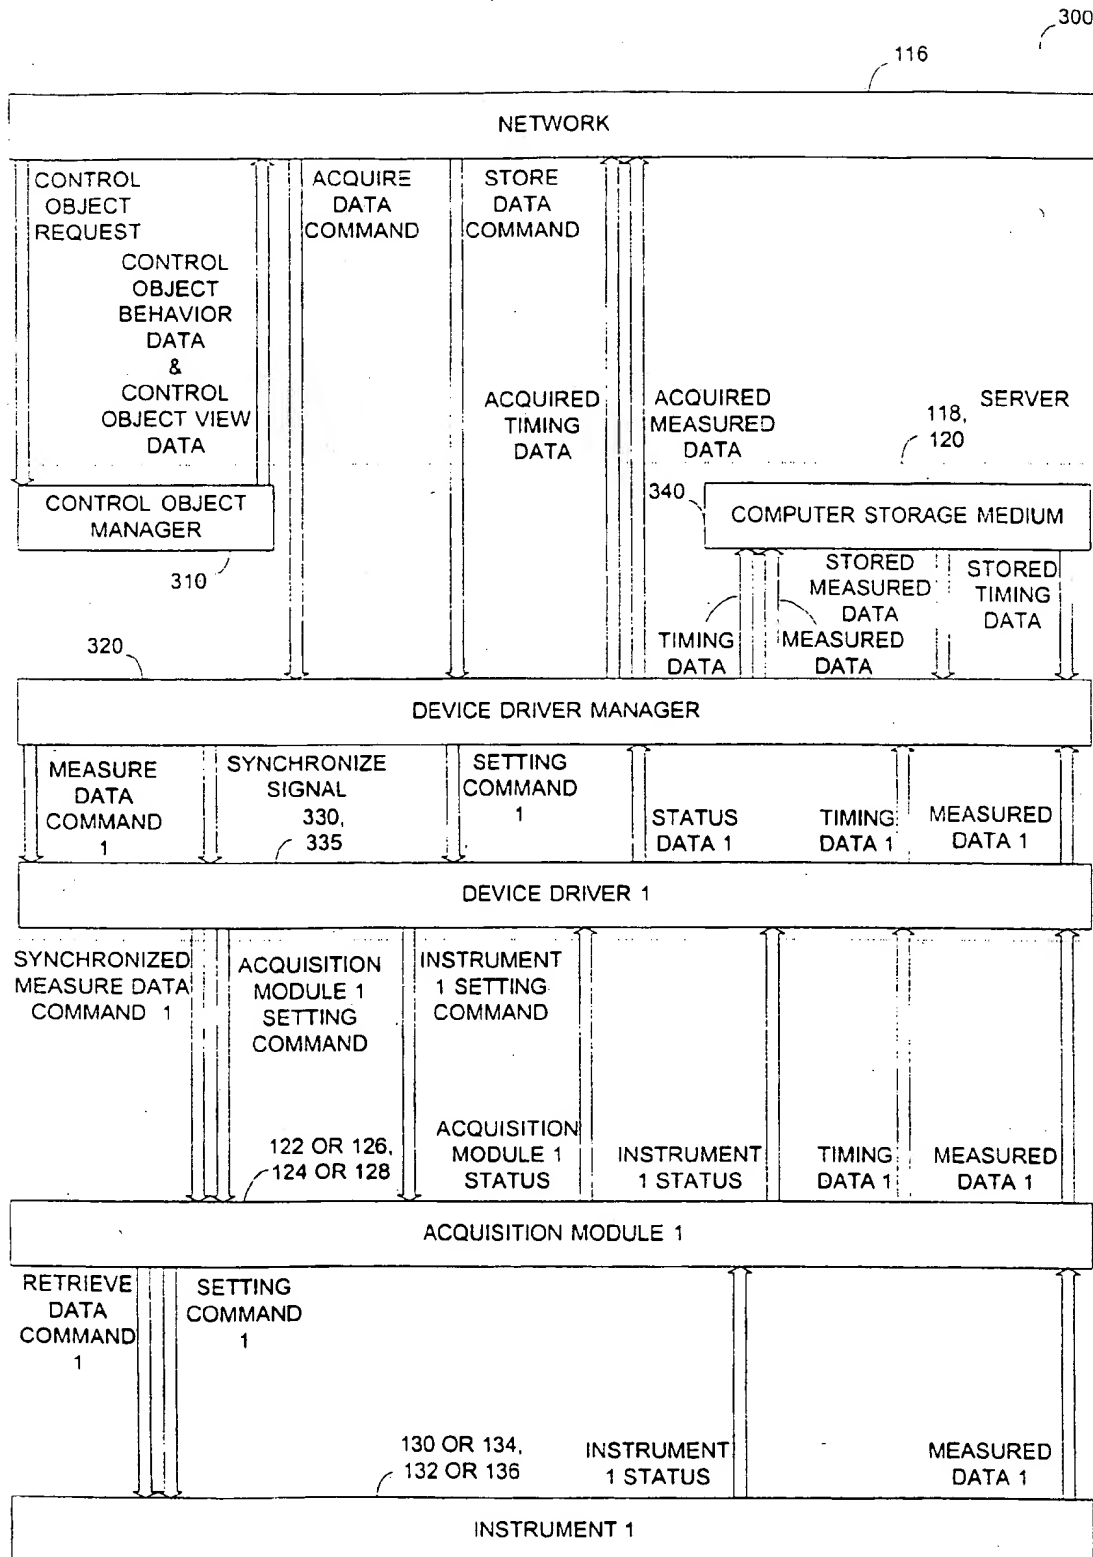 300
116
NETWORK
CONTROL
OBJECT
REQUEST
CONTROL
OBJECT
BEHAVIOR
DATA
&
CONTROL
OBJECT VIEW
DATA
ACQUIRE
DATA
COMMAND
STORE
DATA
COMMAND
ACQUIRED
TIMING
DATA
ACQUIRED
MEASURED
DATA
SERVER
118,
120
CONTROL OBJECT
MANAGER
310
340
COMPUTER STORAGE MEDIUM
TIMING
DATA
MEASURED
DATA
STORED
MEASURED
DATA
STORED
TIMING
DATA
320
DEVICE DRIVER MANAGER
MEASURE
DATA
COMMAND
1
SYNCHRONIZE
SIGNAL
330,
335
SETTING
COMMAND
1
STATUS
DATA 1
TIMING
DATA 1
MEASURED
DATA 1
DEVICE DRIVER 1
SYNCHRONIZED
MEASURE DATA
COMMAND 1
ACQUISITION
MODULE 1
SETTING
COMMAND
INSTRUMENT
1 SETTING
COMMAND
122 OR 126,
124 OR 128
ACQUISITION
MODULE 1
STATUS
INSTRUMENT
1 STATUS
TIMING
DATA 1
MEASURED
DATA 1
ACQUISITION MODULE 1
RETRIEVE
DATA
COMMAND
1
SETTING
COMMAND
1
130 OR 134,
132 OR 136
INSTRUMENT
1 STATUS
MEASURED
DATA 1
INSTRUMENT 1